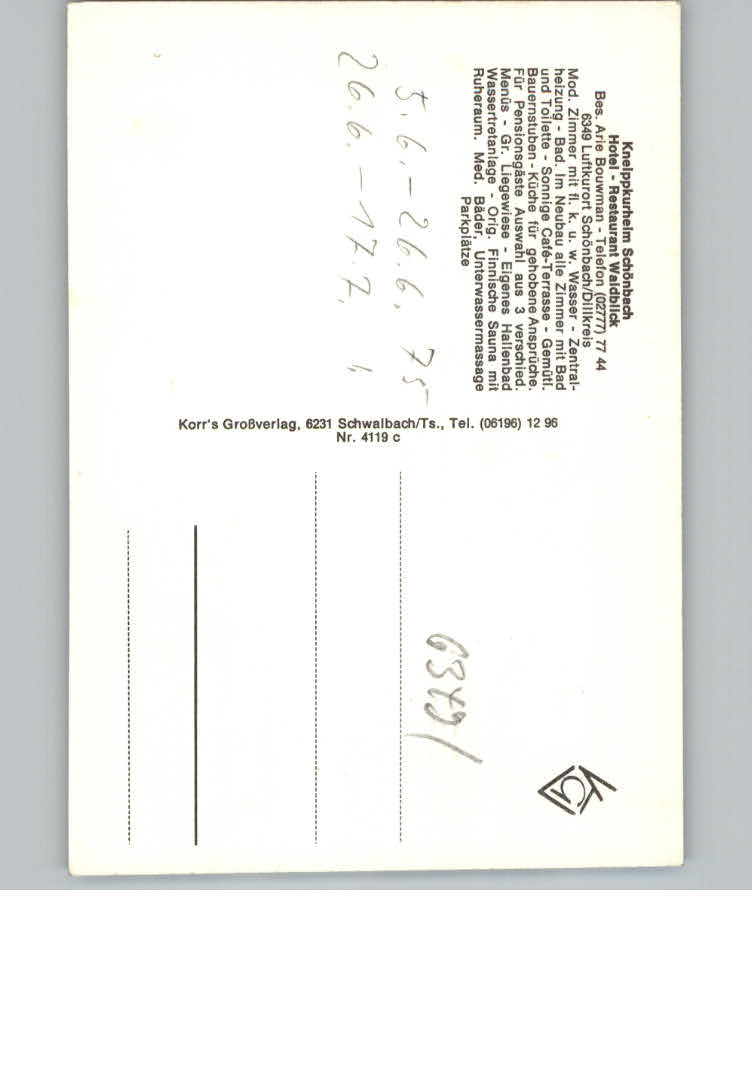 Kneippkurheim Schönbach
Hotel - Restaurant Waldblick
Bes. Arie Bouwman - Telefon (02777) 77 44
6349 Luftkurort Schönbach/Dillkreis
Mod. Zimmer mit fl. k. u. w. Wasser - Zentral-
heizung - Bad. Im Neubau alle Zimmer mit Bad
und Toilette - Sonnige Café-Terrasse - Gemütl.
Bauernstuben - Küche für gehobene Ansprüche.
Für Pensionsgäste Auswahl aus 3 verschied.
Menüs - Gr. Liegewiese - Eigenes Hallenbad
Wassertretanlage - Orig. Finnische Sauna mit
Ruheraum. Med. Bäder, Unterwassermassage
Parkplätze
5.6. – 26.6. 75
26.6. – 17.7. "
Korr's Großverlag, 6231 Schwalbach/Ts., Tel. (06196) 12 96
Nr. 4119 c
6349/